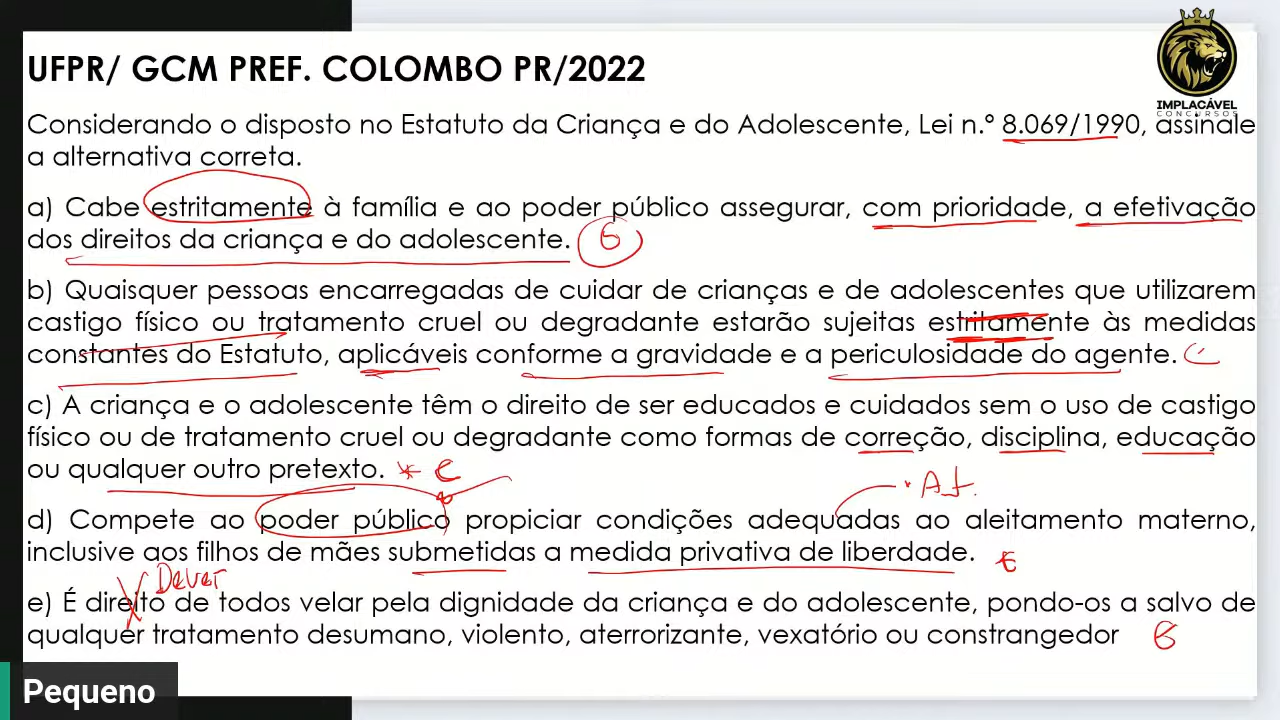 UFPR/ GCM PREF. COLOMBO PR/2022
IMPLACÁVEL
CONCURSOS
Considerando o disposto no Estatuto da Criança e do Adolescente, Lei n.º 8.069/1990, assinale
a alternativa correta.
a) Cabe estritamente à família e ao poder público assegurar, com prioridade, a efetivação
dos direitos da criança e do adolescente.
b) Quaisquer pessoas encarregadas de cuidar de crianças e de adolescentes que utilizarem
castigo físico ou tratamento cruel ou degradante estarão sujeitas estritamente às medidas
constantes do Estatuto, aplicáveis conforme a gravidade e a periculosidade do agente.
c) A criança e o adolescente têm o direito de ser educados e cuidados sem o uso de castigo
físico ou de tratamento cruel ou degradante como formas de correção, disciplina, educação
ou qualquer outro pretexto. * C
d) Compete ao poder público propiciar condições adequadas ao aleitamento materno,
inclusive aos filhos de mães submetidas a medida privativa de liberdade.
Dever
e) É direito de todos velar pela dignidade da criança e do adolescente, pondo-os a salvo de
qualquer tratamento desumano, violento, aterrorizante, vexatório ou constrangedor
Pequeno